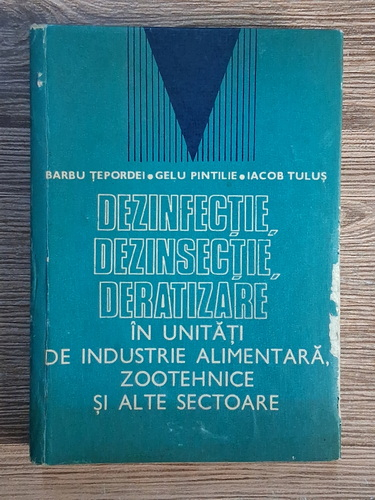 BARBU ȚEPORDEI • GELU PINTILIE • IACOB TULUȘ
DEZINFECȚIE,
DEZINSECȚIE,
DERATIZARE
ÎN UNITĂȚI
DE INDUSTRIE ALIMENTARĂ,
ZOOTEHNICE
ȘI ALTE SECTOARE